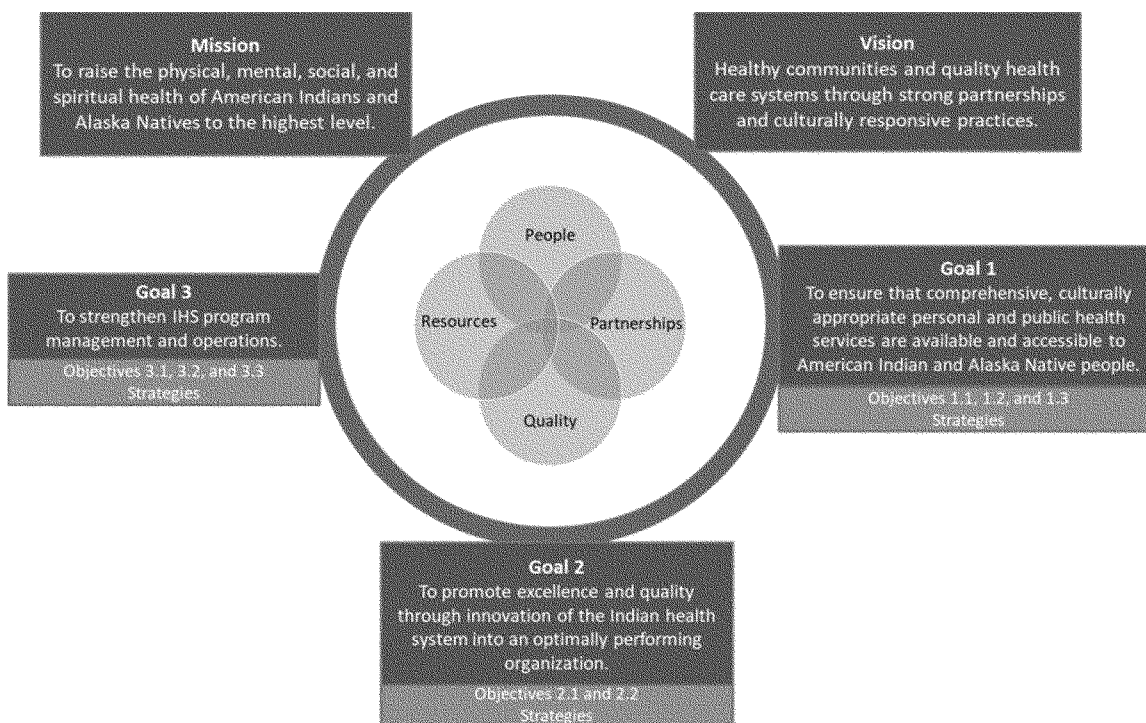 Mission
To raise the physical, mental, social, and
spiritual health of American Indians and
Alaska Natives to the highest level.
Vision
Healthy communities and quality health
care systems through strong partnerships
and culturally responsive practices.
People
Resources
Partnerships
Quality
Goal 3
To strengthen IHS program
management and operations.
Objectives 3.1, 3.2, and 3.3
Strategies
Goal 1
To ensure that comprehensive, culturally
appropriate personal and public health
services are available and accessible to
American Indian and Alaska Native people.
Objectives 1.1, 1.2, and 1.3
Strategies
Goal 2
To promote excellence and quality
through innovation of the Indian health
system into an optimally performing
organization.
Objectives 2.1 and 2.2
Strategies